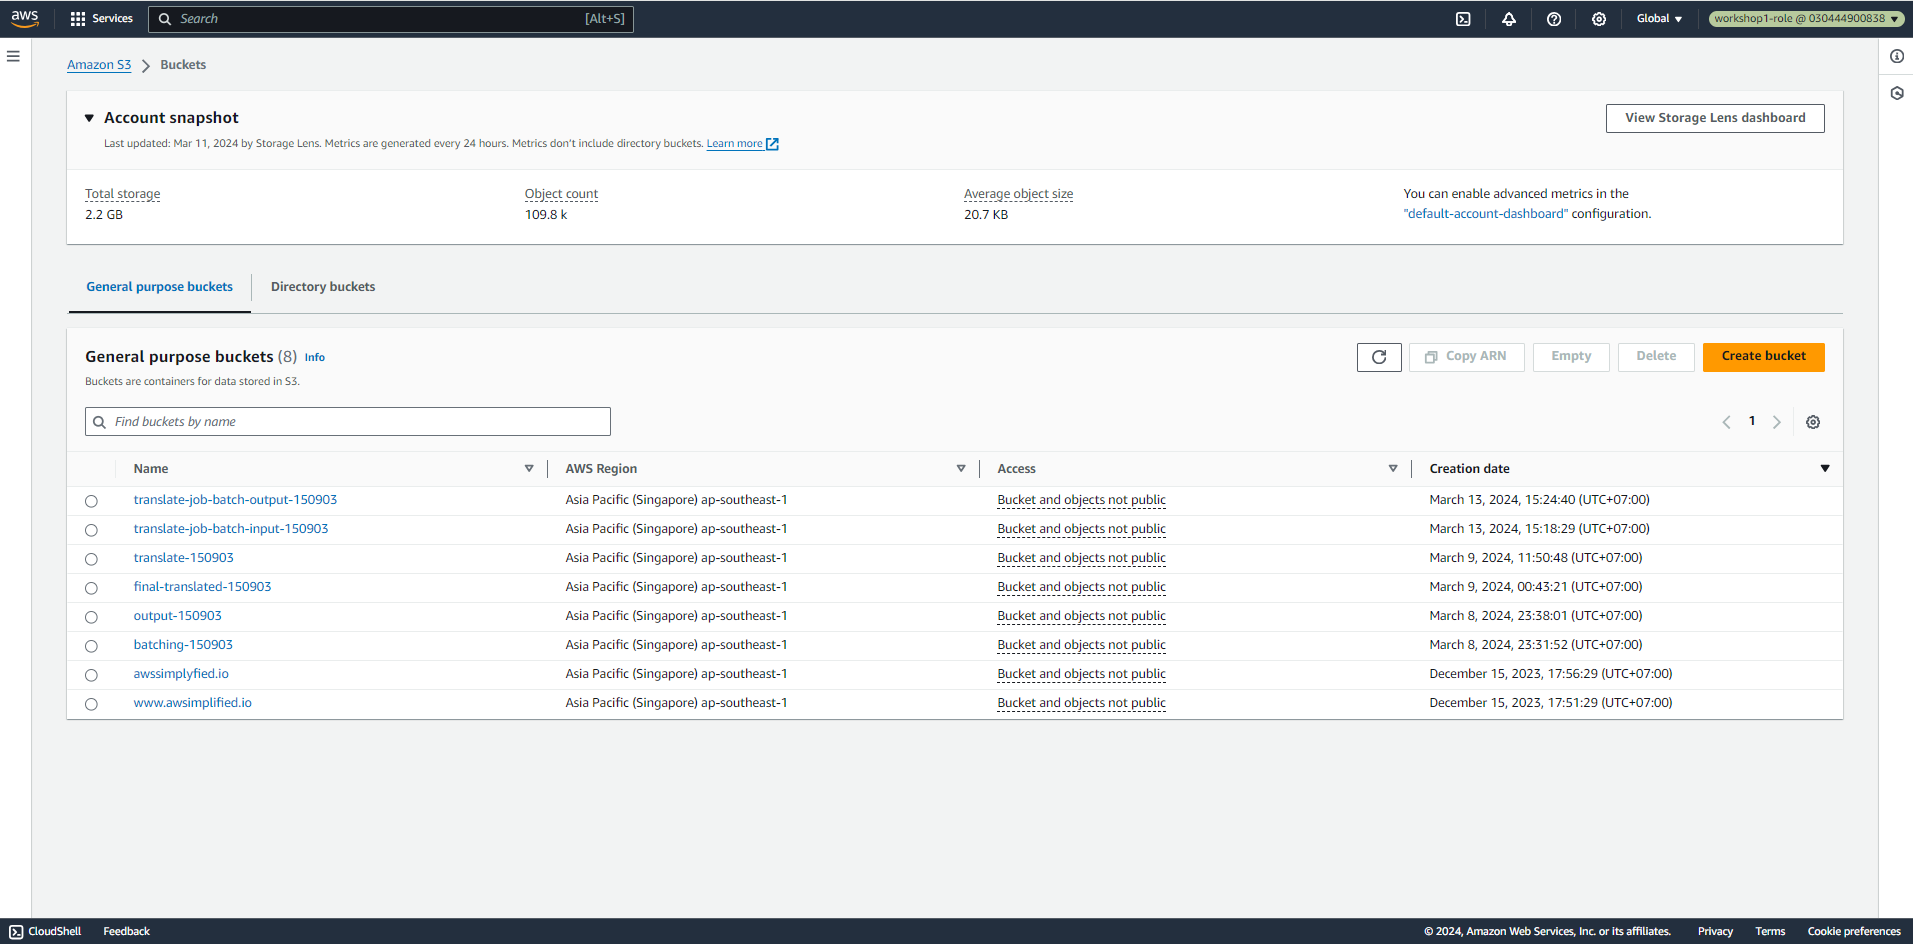 aws Services Search [Alt+S] Global workshop1-role @ 030444900838
Amazon S3 Buckets
Account snapshot View Storage Lens dashboard
Last updated: Mar 11, 2024 by Storage Lens. Metrics are generated every 24 hours. Metrics don't include directory buckets. Learn more
Total storage Object count Average object size You can enable advanced metrics in the
2.2 GB 109.8 k 20.7 KB "default-account-dashboard" configuration.
General purpose buckets Directory buckets
General purpose buckets (8) Info Copy ARN Empty Delete Create bucket
Buckets are containers for data stored in S3.
Find buckets by name 1
Name AWS Region Access Creation date
translate-job-batch-output-150903 Asia Pacific (Singapore) ap-southeast-1 Bucket and objects not public March 13, 2024, 15:24:40 (UTC+07:00)
translate-job-batch-input-150903 Asia Pacific (Singapore) ap-southeast-1 Bucket and objects not public March 13, 2024, 15:18:29 (UTC+07:00)
translate-150903 Asia Pacific (Singapore) ap-southeast-1 Bucket and objects not public March 9, 2024, 11:50:48 (UTC+07:00)
final-translated-150903 Asia Pacific (Singapore) ap-southeast-1 Bucket and objects not public March 9, 2024, 00:43:21 (UTC+07:00)
output-150903 Asia Pacific (Singapore) ap-southeast-1 Bucket and objects not public March 8, 2024, 23:38:01 (UTC+07:00)
batching-150903 Asia Pacific (Singapore) ap-southeast-1 Bucket and objects not public March 8, 2024, 23:31:52 (UTC+07:00)
awssimplyfied.io Asia Pacific (Singapore) ap-southeast-1 Bucket and objects not public December 15, 2023, 17:56:29 (UTC+07:00)
www.awsimplified.io Asia Pacific (Singapore) ap-southeast-1 Bucket and objects not public December 15, 2023, 17:51:29 (UTC+07:00)
CloudShell Feedback © 2024, Amazon Web Services, Inc. or its affiliates. Privacy Terms Cookie preferences